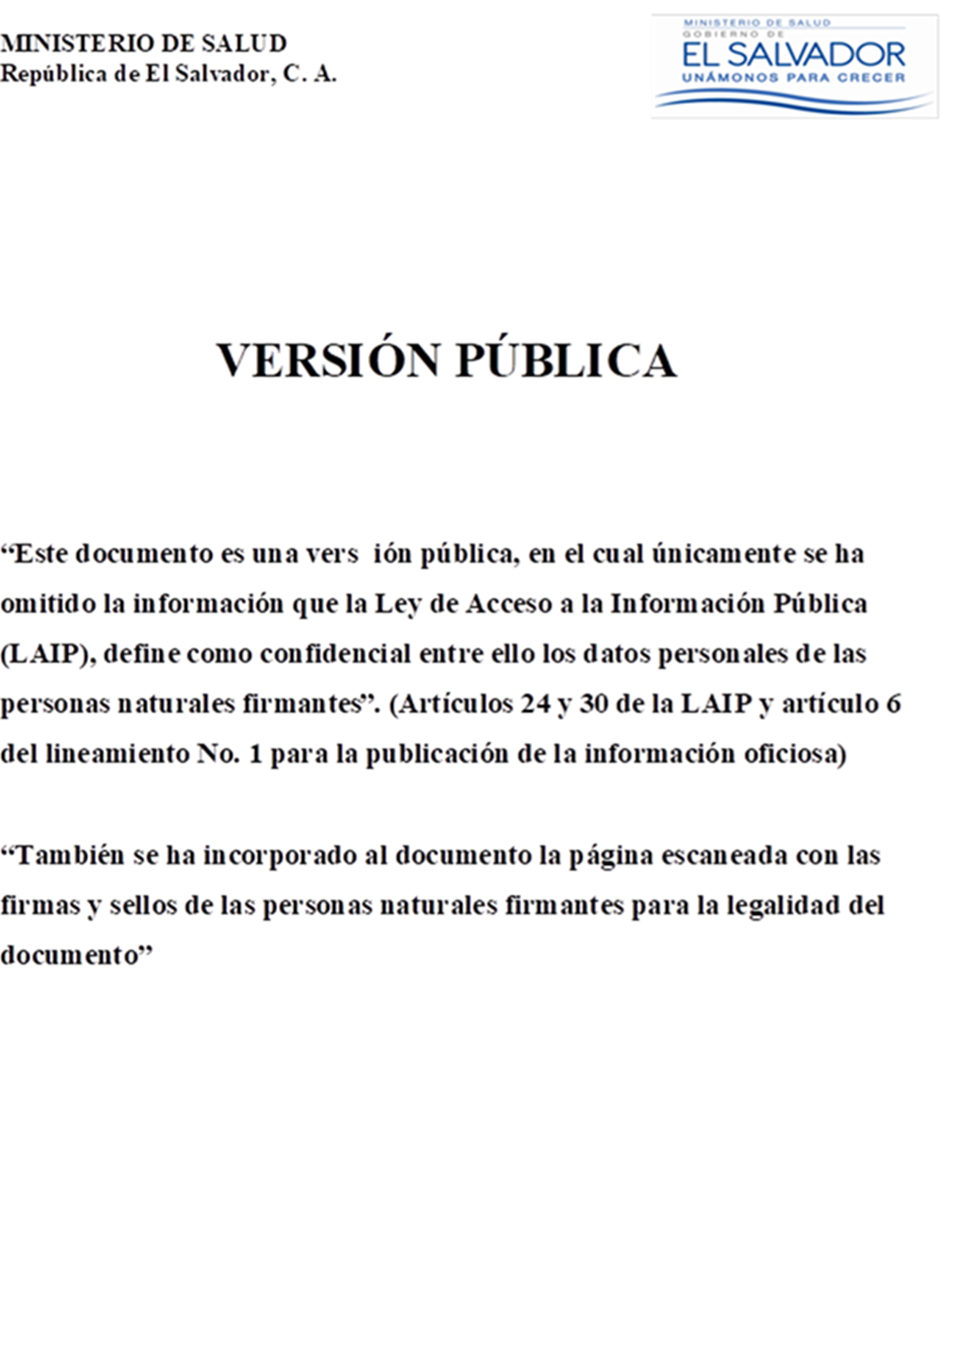 MINISTERIO DE SALUD
República de El Salvador, C. A.
MINISTERIO DE SALUD
GOBIERNO DE
EL SALVADOR
UNÁMONOS PARA CRECER
VERSIÓN PÚBLICA
“Este documento es una vers ión pública, en el cual únicamente se ha
omitido la información que la Ley de Acceso a la Información Pública
(LAIP), define como confidencial entre ello los datos personales de las
personas naturales firmantes”. (Artículos 24 y 30 de la LAIP y artículo 6
del lineamiento No. 1 para la publicación de la información oficiosa)
“También se ha incorporado al documento la página escaneada con las
firmas y sellos de las personas naturales firmantes para la legalidad del
documento”